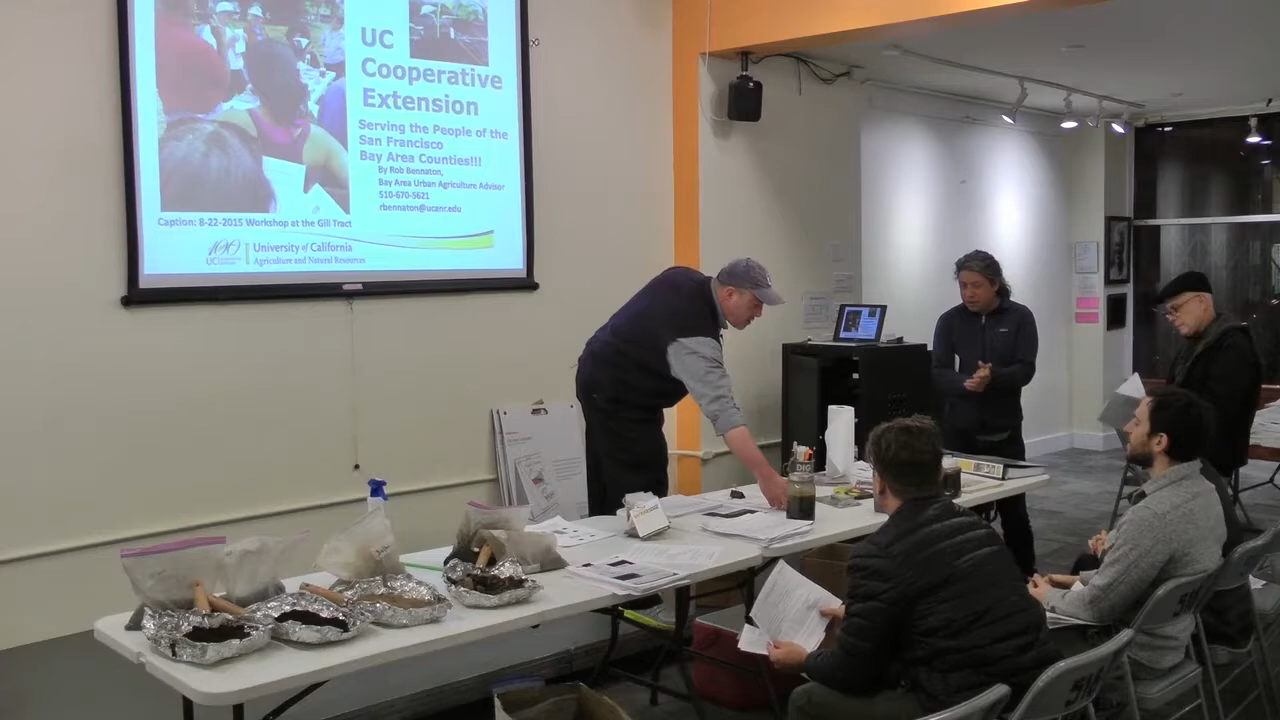 UC
Cooperative
Extension
Serving the People of the
San Francisco
Bay Area Counties!!!
By Rob Bennaton,
Bay Area Urban Agriculture Advisor
510-670-5621
rbennaton@ucanr.edu
Caption: 8-22-2015 Workshop at the Gill Tract
100
UC
University of California
Agriculture and Natural Resources
DIG